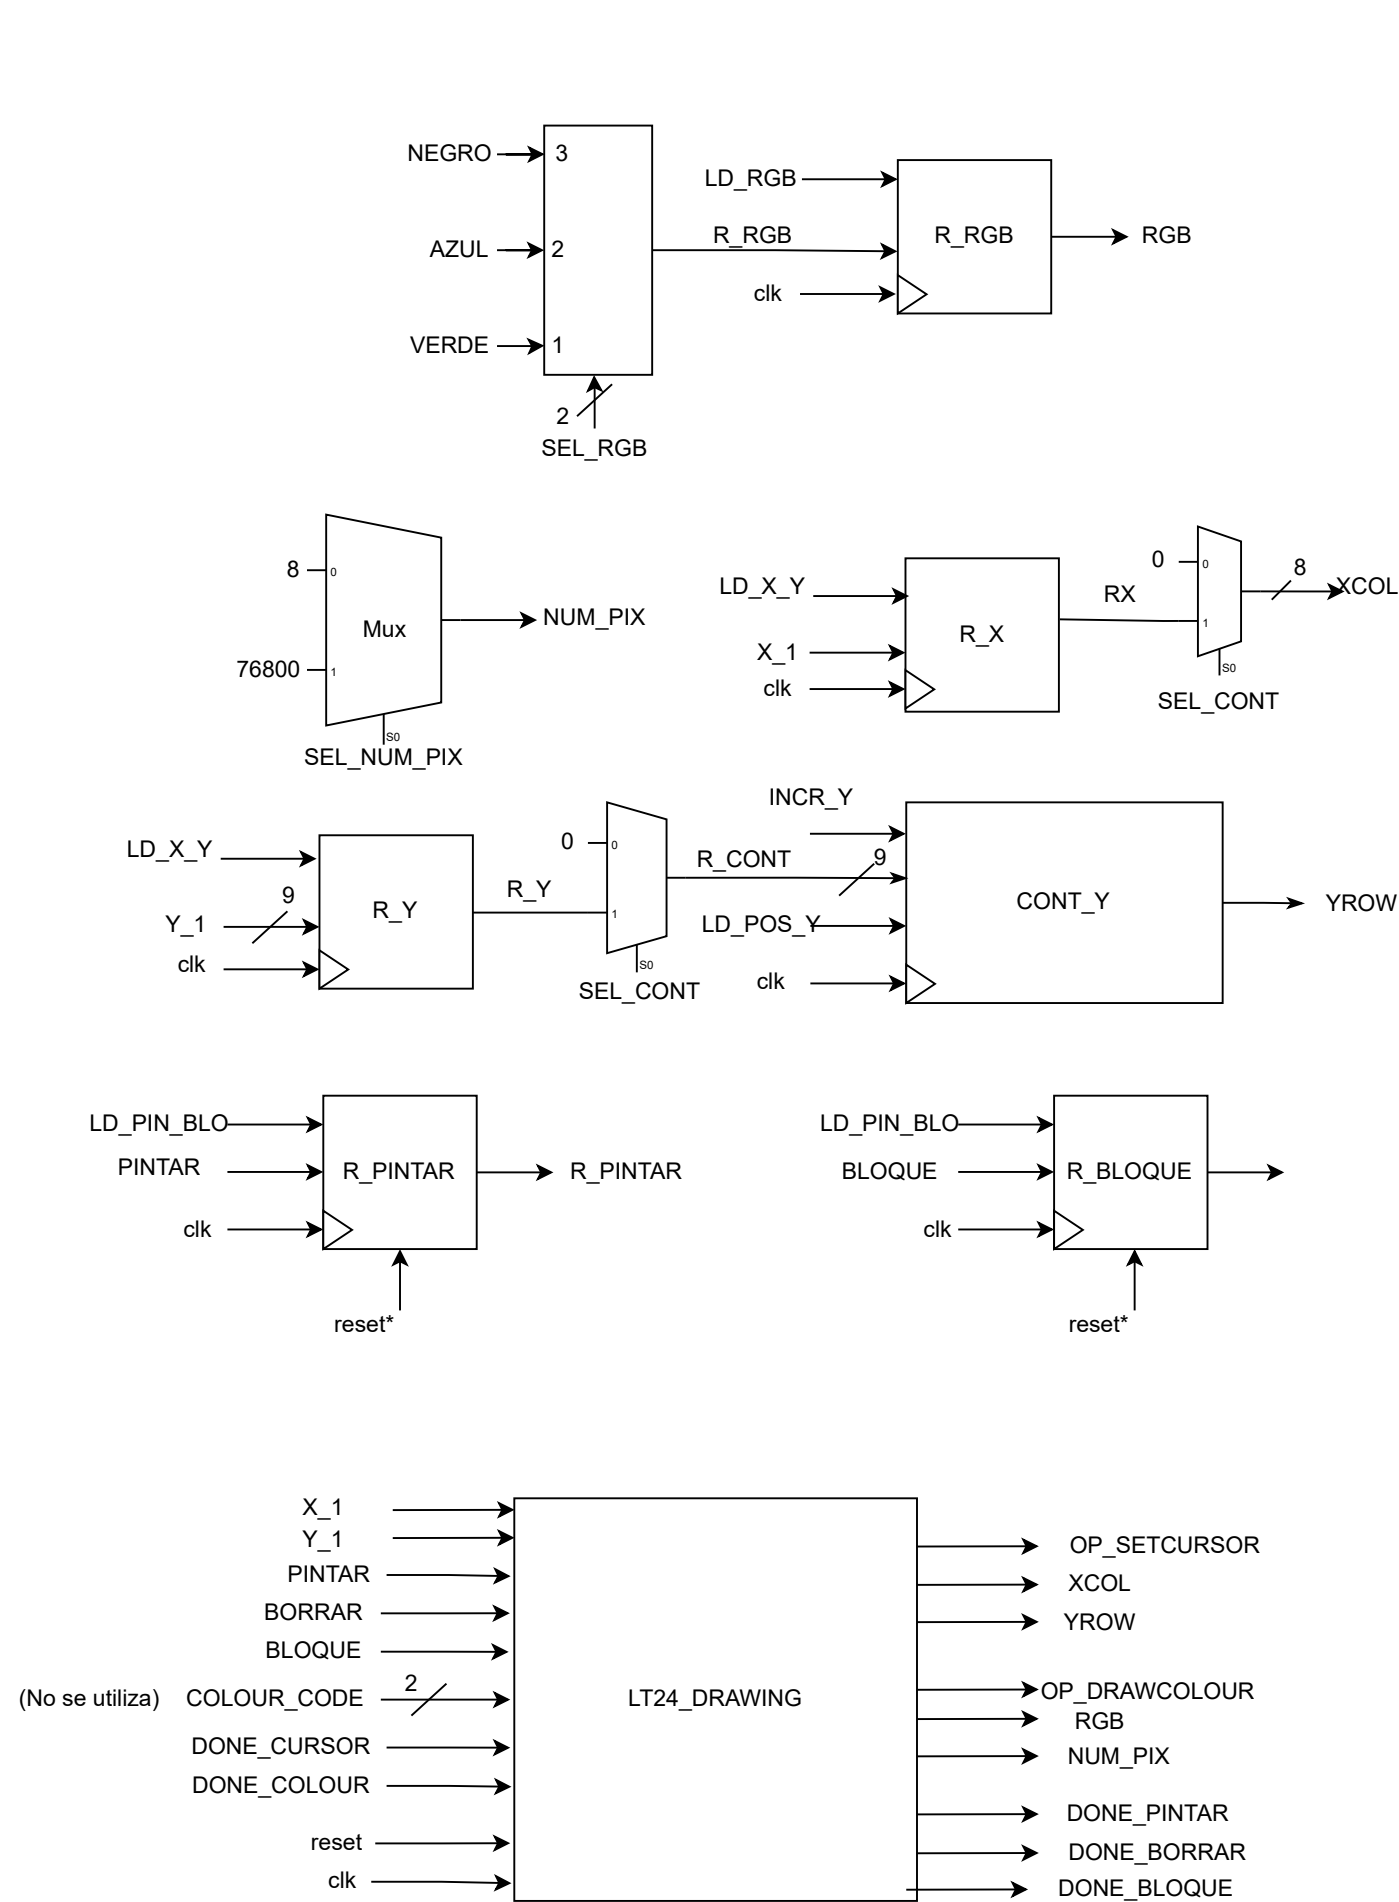 NEGRO
3
LD_RGB
R_RGB
R_RGB
RGB
AZUL
2
clk
VERDE
1
2
SEL_RGB
8
0
Mux
NUM_PIX
76800
1
S0
SEL_NUM_PIX
LD_X_Y
X_1
clk
R_X
RX
0
0
1
8
XCOL
S0
SEL_CONT
LD_X_Y
9
Y_1
clk
R_Y
R_Y
0
0
1
S0
SEL_CONT
INCR_Y
R_CONT
9
LD_POS_Y
clk
CONT_Y
YROW
LD_PIN_BLO
PINTAR
clk
R_PINTAR
R_PINTAR
reset*
LD_PIN_BLO
BLOQUE
clk
R_BLOQUE
reset*
X_1
Y_1
PINTAR
BORRAR
BLOQUE
(No se utiliza) COLOUR_CODE
2
DONE_CURSOR
DONE_COLOUR
reset
clk
LT24_DRAWING
OP_SETCURSOR
XCOL
YROW
OP_DRAWCOLOUR
RGB
NUM_PIX
DONE_PINTAR
DONE_BORRAR
DONE_BLOQUE